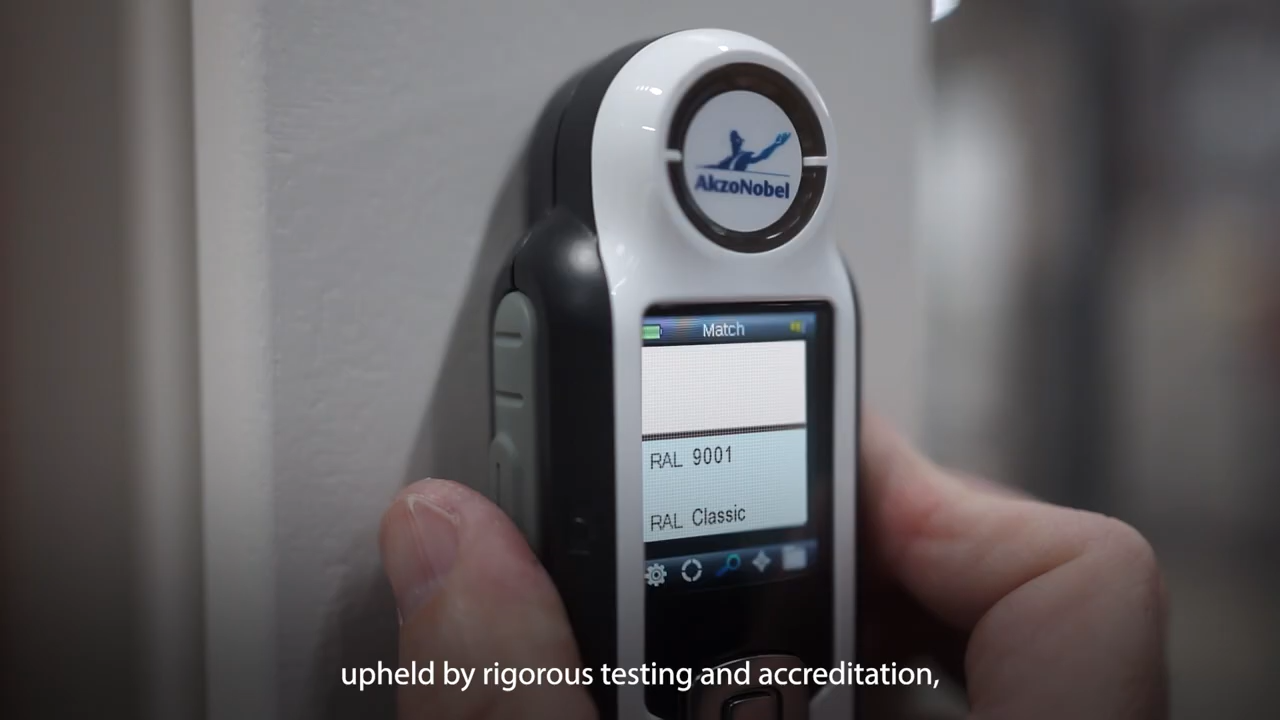 AkzoNobel
Match
RAL 9001
RAL Classic
upheld by rigorous testing and accreditation,